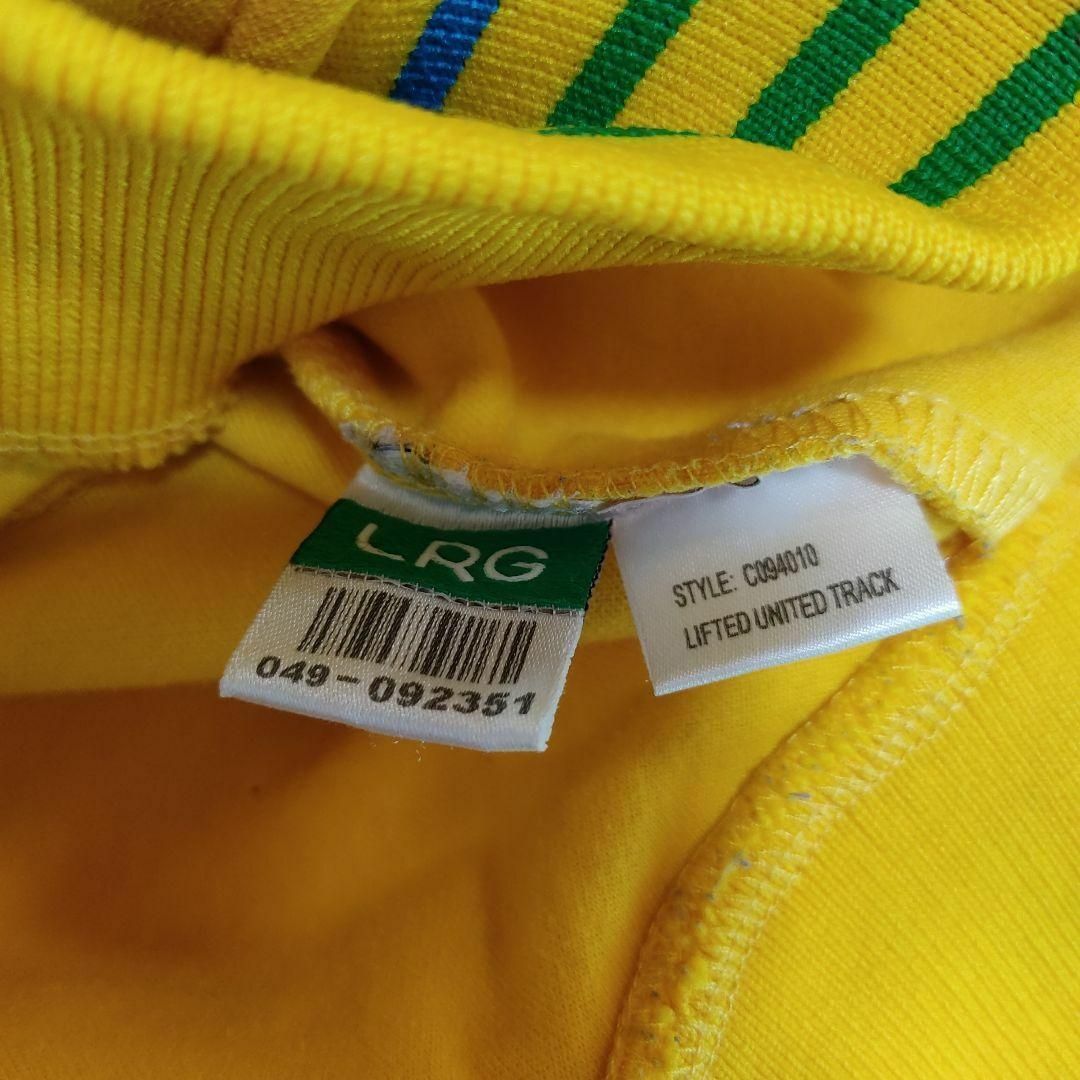 LRG
049-092351
STYLE: C094010
LIFTED UNITED TRACK